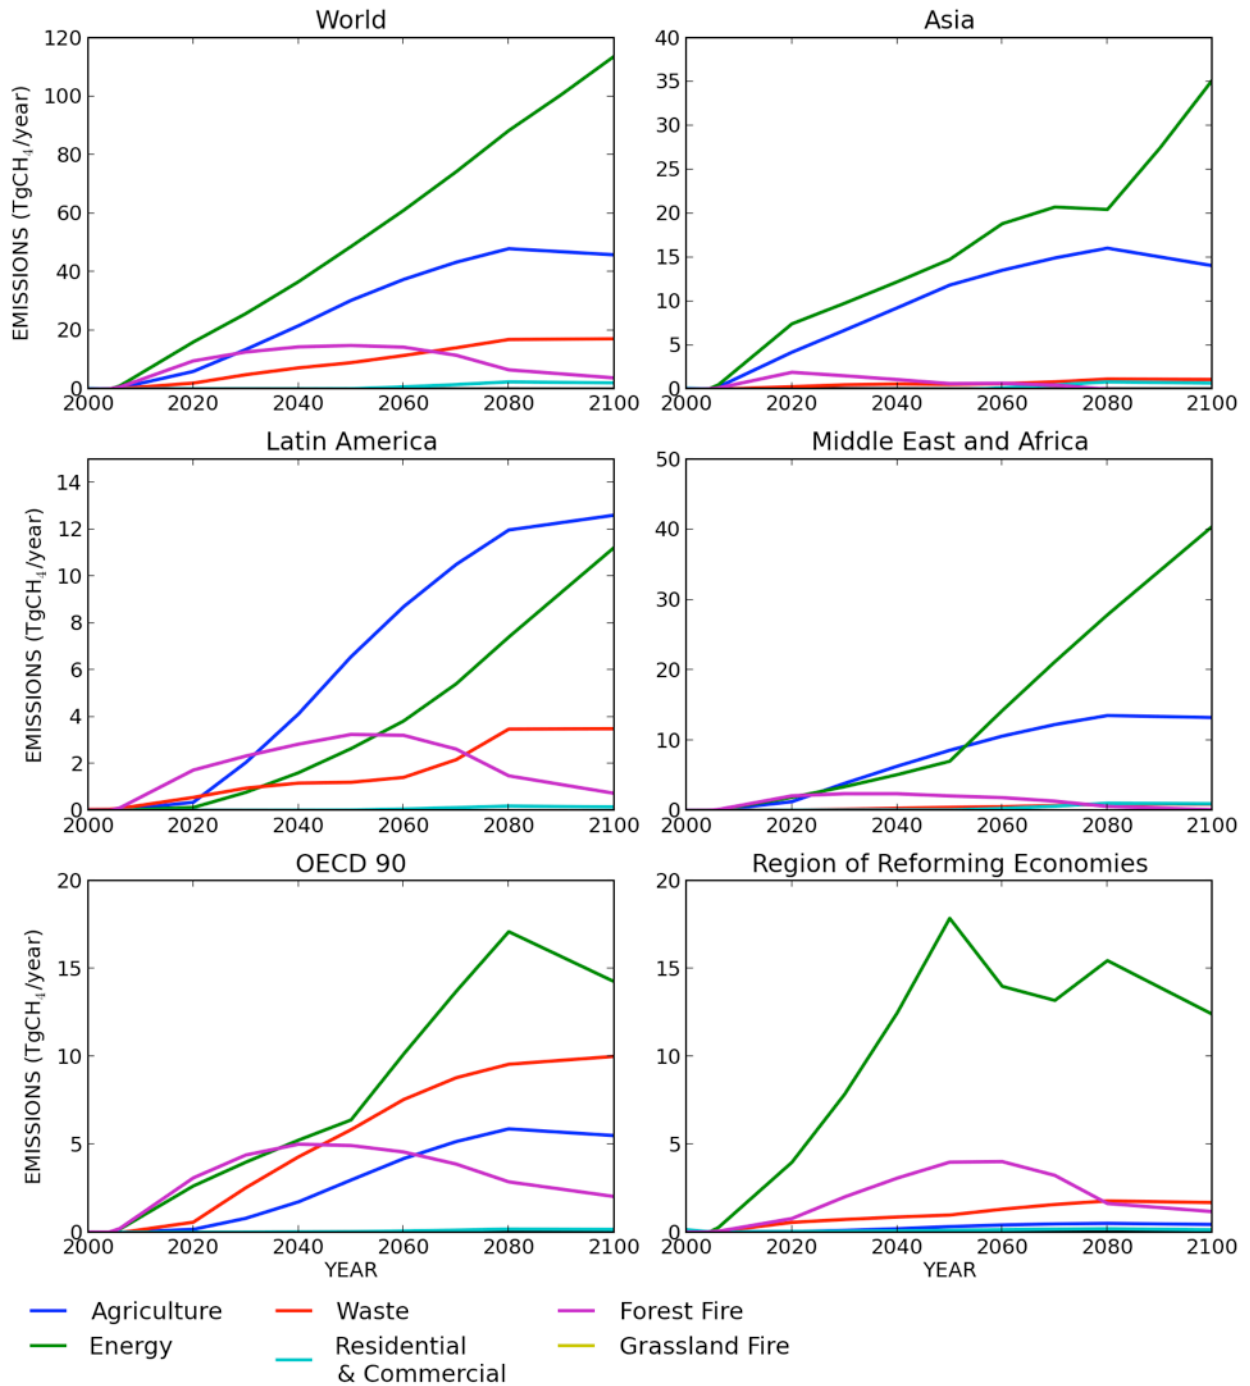 World
Asia
EMISSIONS (TgCH₄/year)
120
100
80
60
40
20
0
2000 2020 2040 2060 2080 2100
40
35
30
25
20
15
10
5
0
2000 2020 2040 2060 2080 2100
Latin America
Middle East and Africa
EMISSIONS (TgCH₄/year)
14
12
10
8
6
4
2
0
2000 2020 2040 2060 2080 2100
50
40
30
20
10
0
2000 2020 2040 2060 2080 2100
OECD 90
Region of Reforming Economies
EMISSIONS (TgCH₄/year)
20
15
10
5
0
2000 2020 2040 2060 2080 2100
YEAR
20
15
10
5
0
2000 2020 2040 2060 2080 2100
YEAR
Agriculture
Energy
Waste
Residential
& Commercial
Forest Fire
Grassland Fire